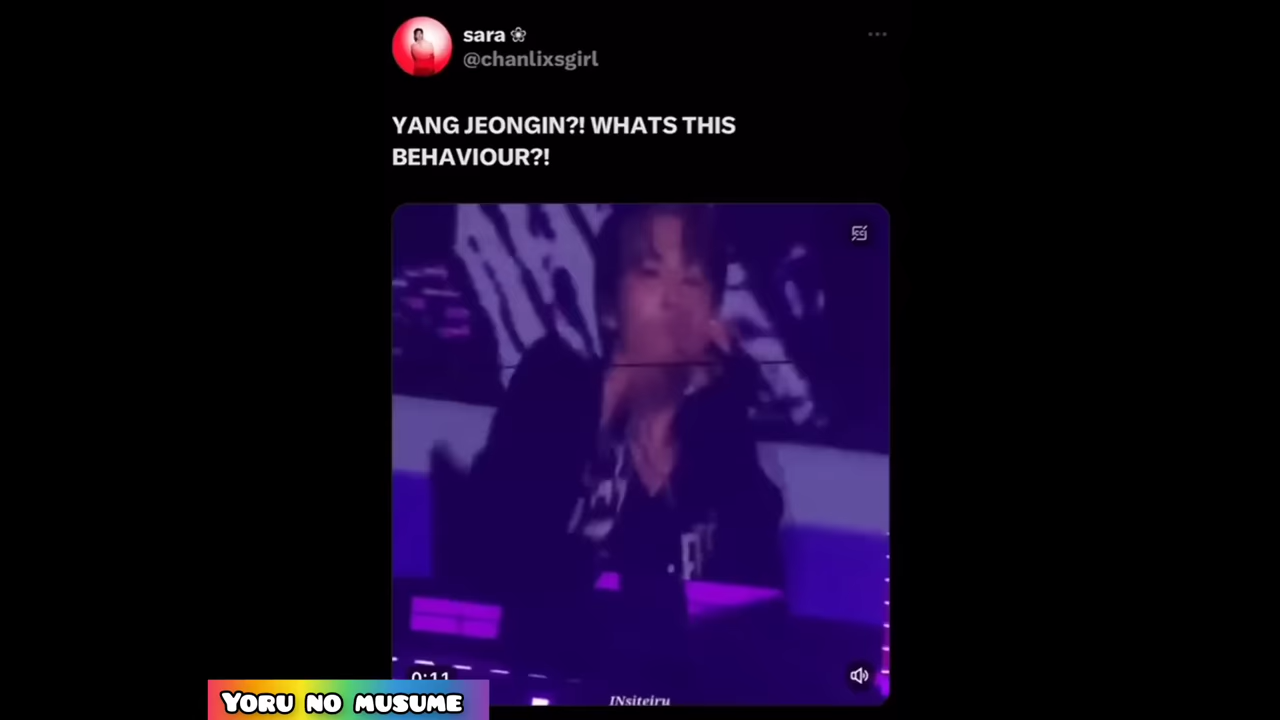 sara ❀
@chanlixsgirl
YANG JEONGIN?! WHATS THIS
BEHAVIOUR?!
0:11
INsiteiru
YORU NO MUSUME